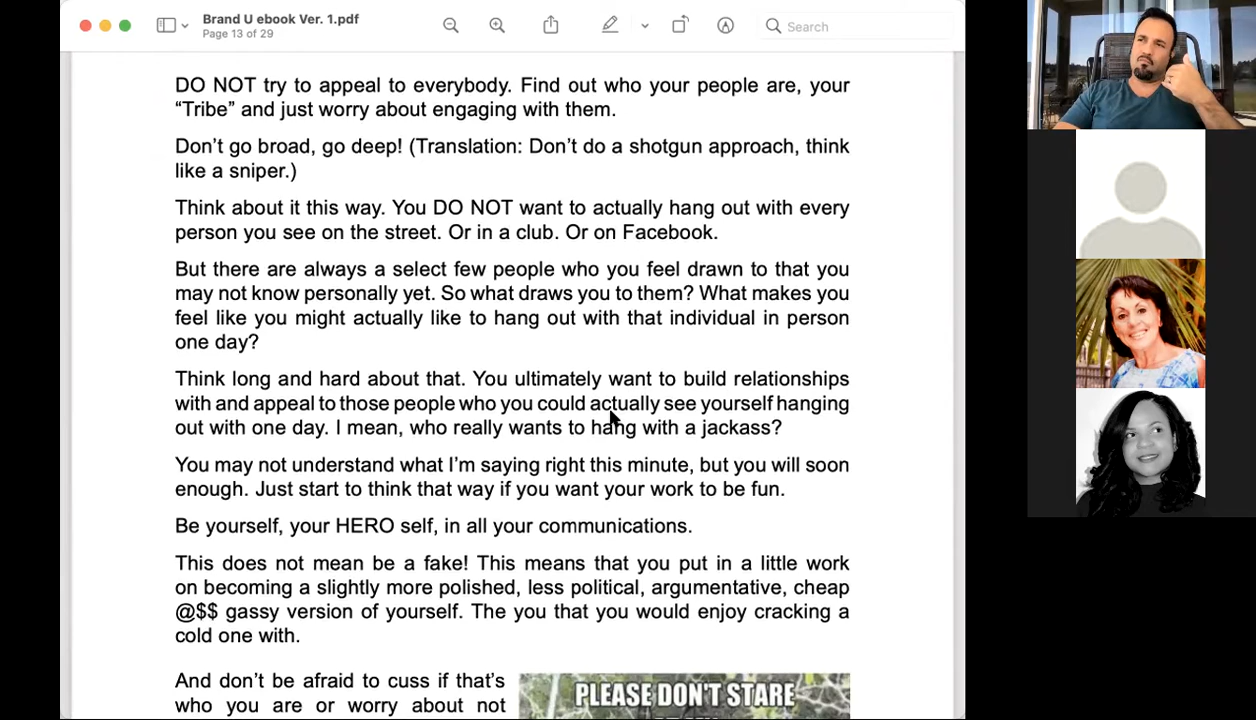 Brand U ebook Ver. 1.pdf
Page 13 of 29
Search
DO NOT try to appeal to everybody. Find out who your people are, your
“Tribe” and just worry about engaging with them.
Don’t go broad, go deep! (Translation: Don’t do a shotgun approach, think
like a sniper.)
Think about it this way. You DO NOT want to actually hang out with every
person you see on the street. Or in a club. Or on Facebook.
But there are always a select few people who you feel drawn to that you
may not know personally yet. So what draws you to them? What makes you
feel like you might actually like to hang out with that individual in person
one day?
Think long and hard about that. You ultimately want to build relationships
with and appeal to those people who you could actually see yourself hanging
out with one day. I mean, who really wants to hang with a jackass?
You may not understand what I’m saying right this minute, but you will soon
enough. Just start to think that way if you want your work to be fun.
Be yourself, your HERO self, in all your communications.
This does not mean be a fake! This means that you put in a little work
on becoming a slightly more polished, less political, argumentative, cheap
@$$ gassy version of yourself. The you that you would enjoy cracking a
cold one with.
And don’t be afraid to cuss if that’s
who you are or worry about not
PLEASE DON'T STARE